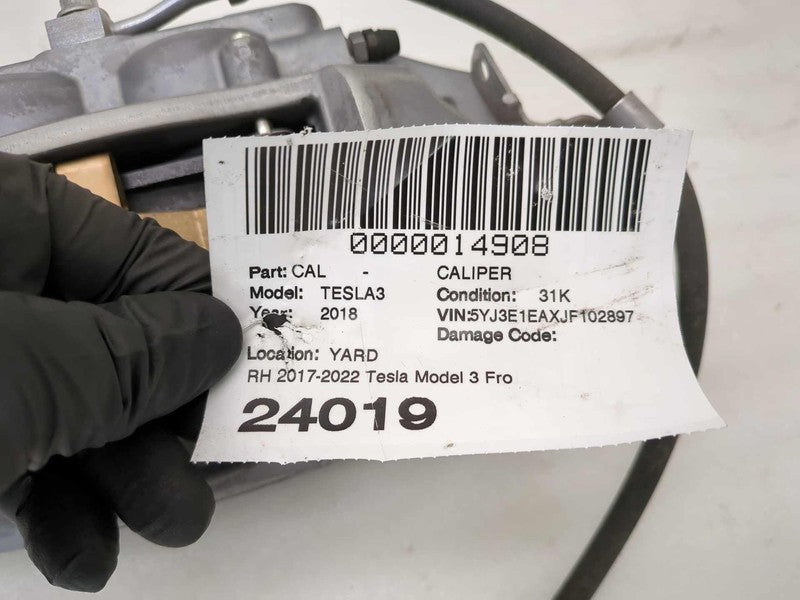 0000014908
Part: CAL - CALIPER
Model: TESLA3 Condition: 31K
Year: 2018 VIN:5YJ3E1EAXJF102897
Damage Code:
Location: YARD
RH 2017-2022 Tesla Model 3 Fro
24019